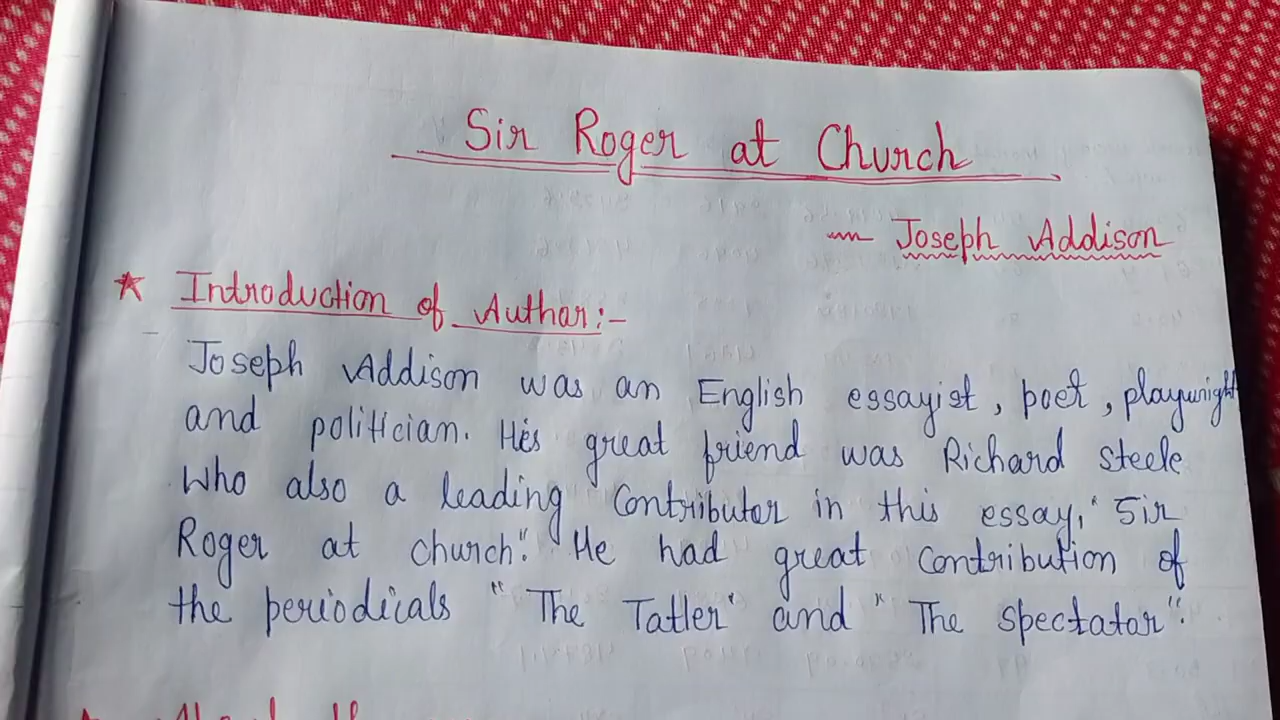 Sir Roger at Church
— Joseph Addison
* Introduction of Author:-
Joseph Addison was an English essayist, poet, playwright
and politician. His great friend was Richard steele
Who also a leading Contributor in this essay, "Sir
Roger at church". He had great Contribution of
the periodicals "The Tatler" and "The spectator".